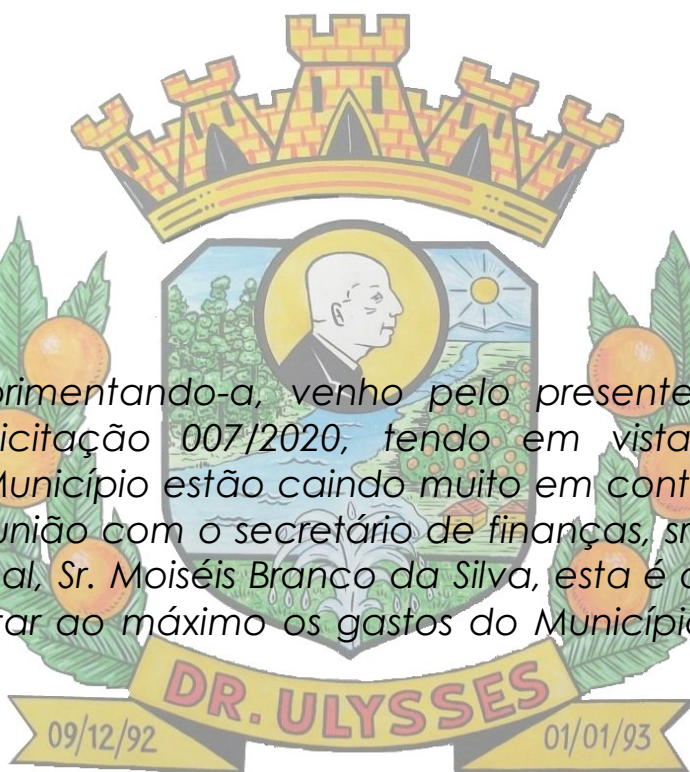 primentando-a, venho pelo presente
icitação 007/2020, tendo em vista
Município estão caindo muito em cont
união com o secretário de finanças, sr
al, Sr. Moiséis Branco da Silva, esta é a
rar ao máximo os gastos do Município
DR. ULYSSES
09/12/92
01/01/93